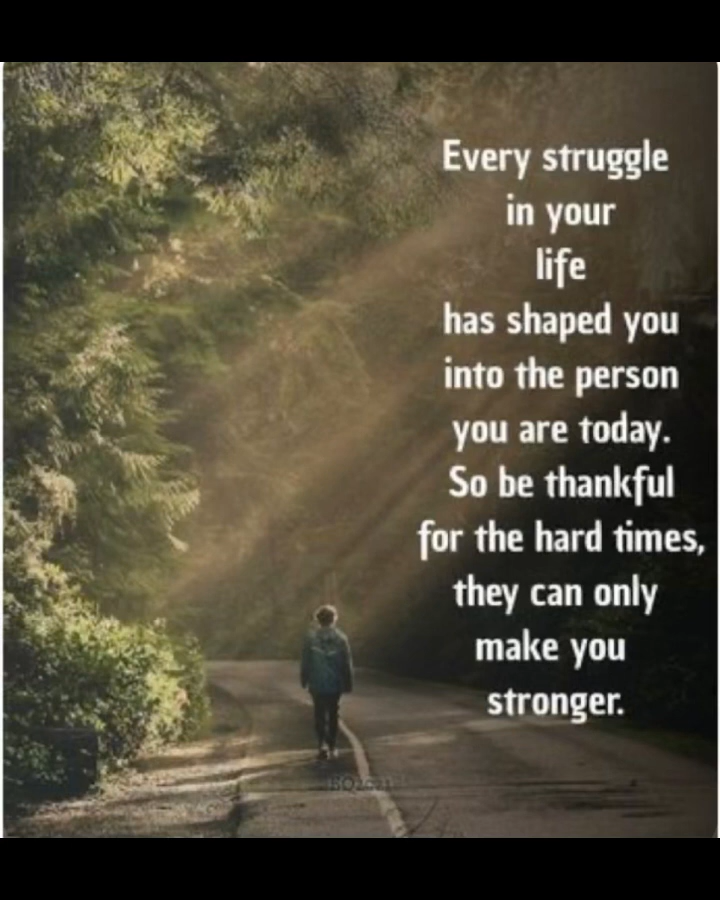 Every struggle
in your
life
has shaped you
into the person
you are today.
So be thankful
for the hard times,
they can only
make you
stronger.